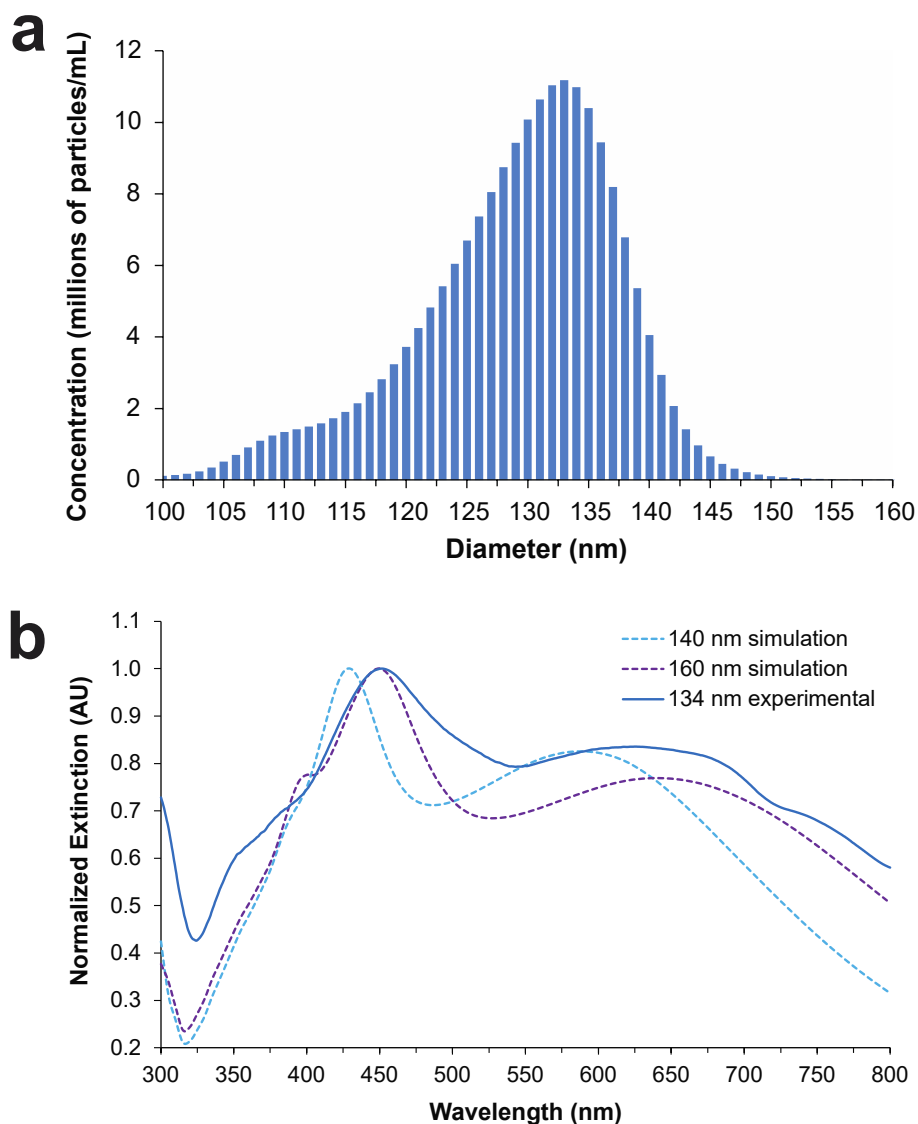 a
12
10
8
6
4
2
0
Concentration (millions of particles/mL)
100 105 110 115 120 125 130 135 140 145 150 155 160
Diameter (nm)
b
1.1
1.0
0.9
0.8
0.7
0.6
0.5
0.4
0.3
0.2
Normalized Extinction (AU)
140 nm simulation
160 nm simulation
134 nm experimental
300 350 400 450 500 550 600 650 700 750 800
Wavelength (nm)